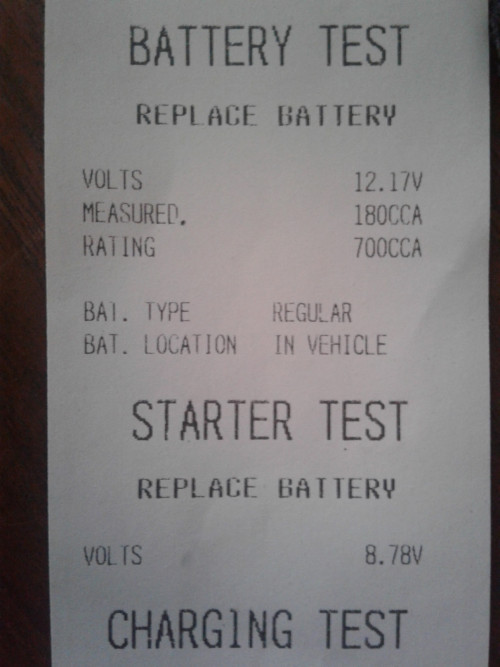 BATTERY TEST
REPLACE BATTERY
VOLTS 12.17V
MEASURED. 180CCA
RATING 700CCA
BAT. TYPE REGULAR
BAT. LOCATION IN VEHICLE
STARTER TEST
REPLACE BATTERY
VOLTS 8.78V
CHARGING TEST